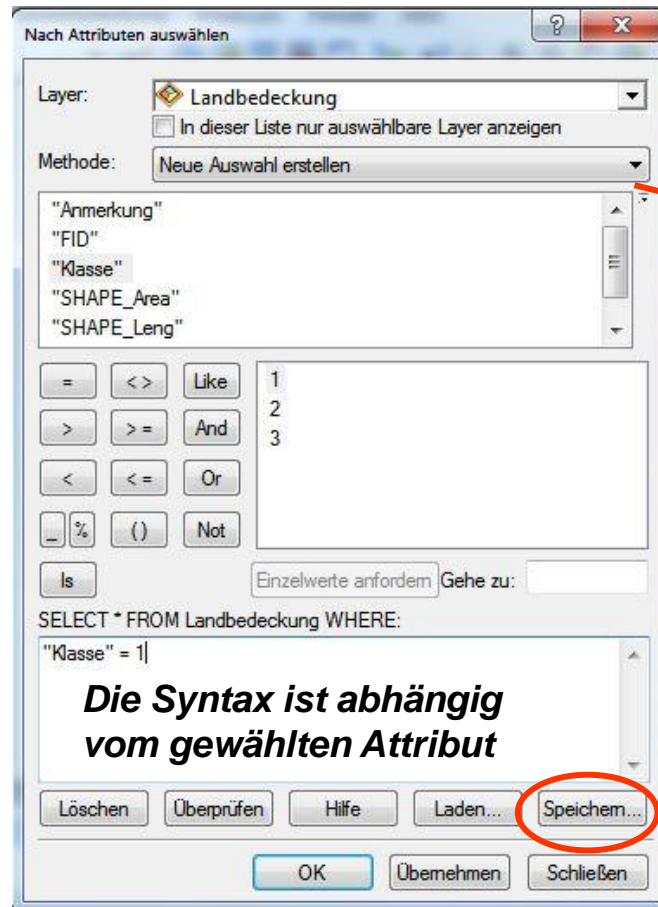 Nach Attributen auswählen
Layer: Landbedeckung
In dieser Liste nur auswählbare Layer anzeigen
Methode: Neue Auswahl erstellen
"Anmerkung"
"FID"
"Klasse"
"SHAPE_Area"
"SHAPE_Leng"
= <> Like
> >= And
< <= Or
_ % () Not
Is
1
2
3
Einzelwerte anfordern Gehe zu:
SELECT * FROM Landbedeckung WHERE:
"Klasse" = 1
Die Syntax ist abhängig
vom gewählten Attribut
Löschen Überprüfen Hilfe Laden... Speichern...
OK Übernehmen Schließen